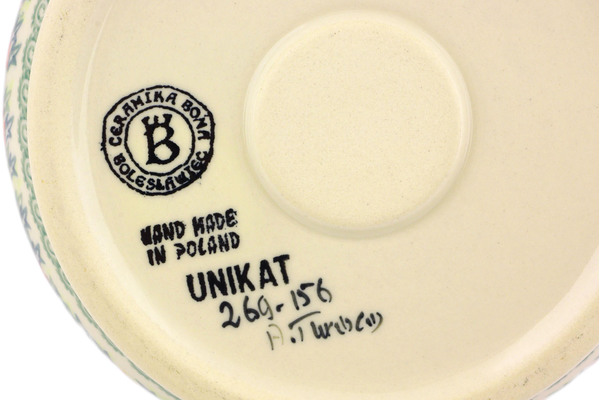 CERAMIKA BONA
B
BOLESŁAWIEC
HAND MADE
IN POLAND
UNIKAT
269-156